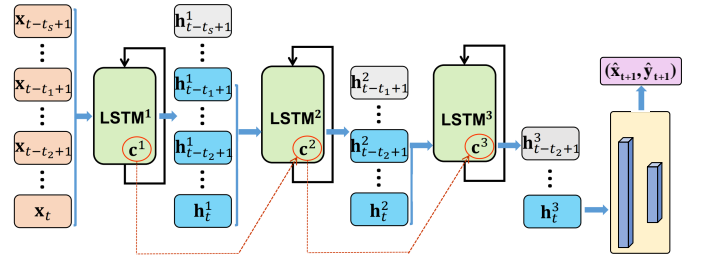 x_{t-t_s+1}
⋮
x_{t-t_1+1}
⋮
x_{t-t_2+1}
⋮
x_t
LSTM^1
c^1
h^1_{t-t_s+1}
⋮
h^1_{t-t_1+1}
⋮
h^1_{t-t_2+1}
⋮
h^1_t
LSTM^2
c^2
h^2_{t-t_1+1}
⋮
h^2_{t-t_2+1}
⋮
h^2_t
LSTM^3
c^3
h^3_{t-t_2+1}
⋮
h^3_t
(x̂_{t+1}, ŷ_{t+1})